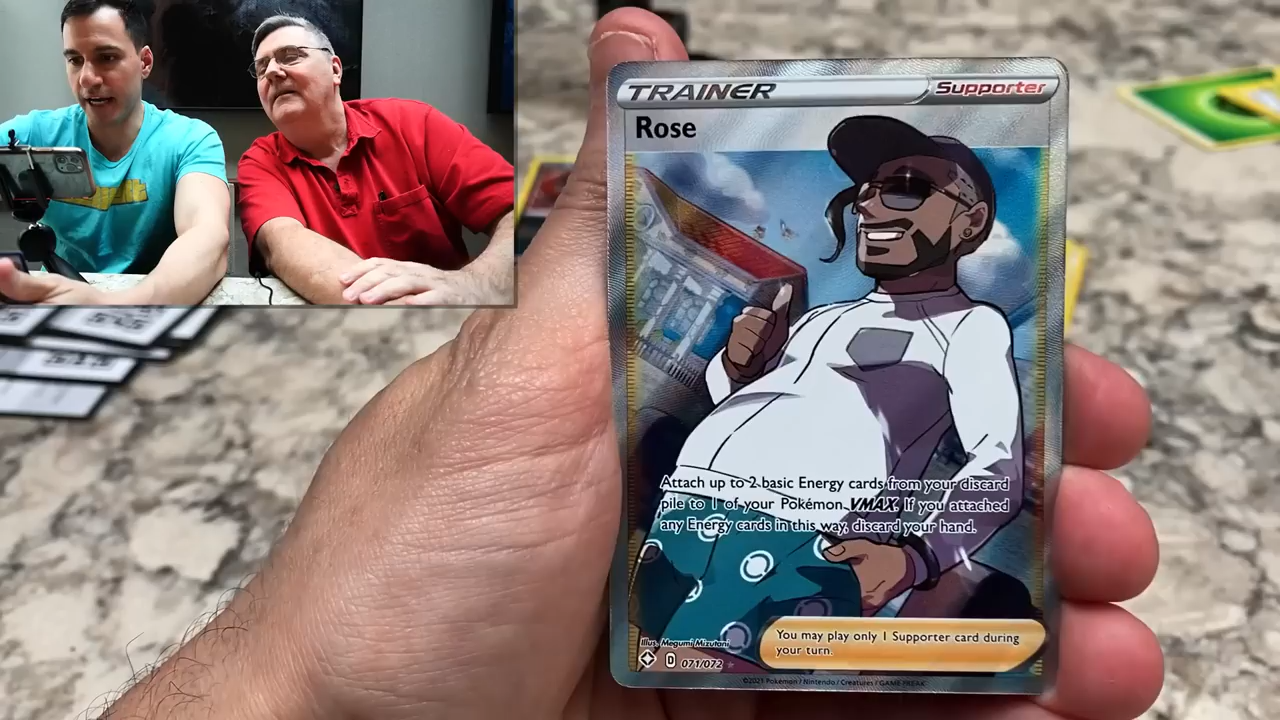 TRAINER
Supporter
Rose
Attach up to 2 basic Energy cards from your discard
pile to 1 of your Pokémon VMAX. If you attached
any Energy cards in this way, discard your hand.
You may play only 1 Supporter card during
your turn.
Illus. Megumi Mizutani
D 071/072
©2021 Pokémon / Nintendo / Creatures / GAME FREAK